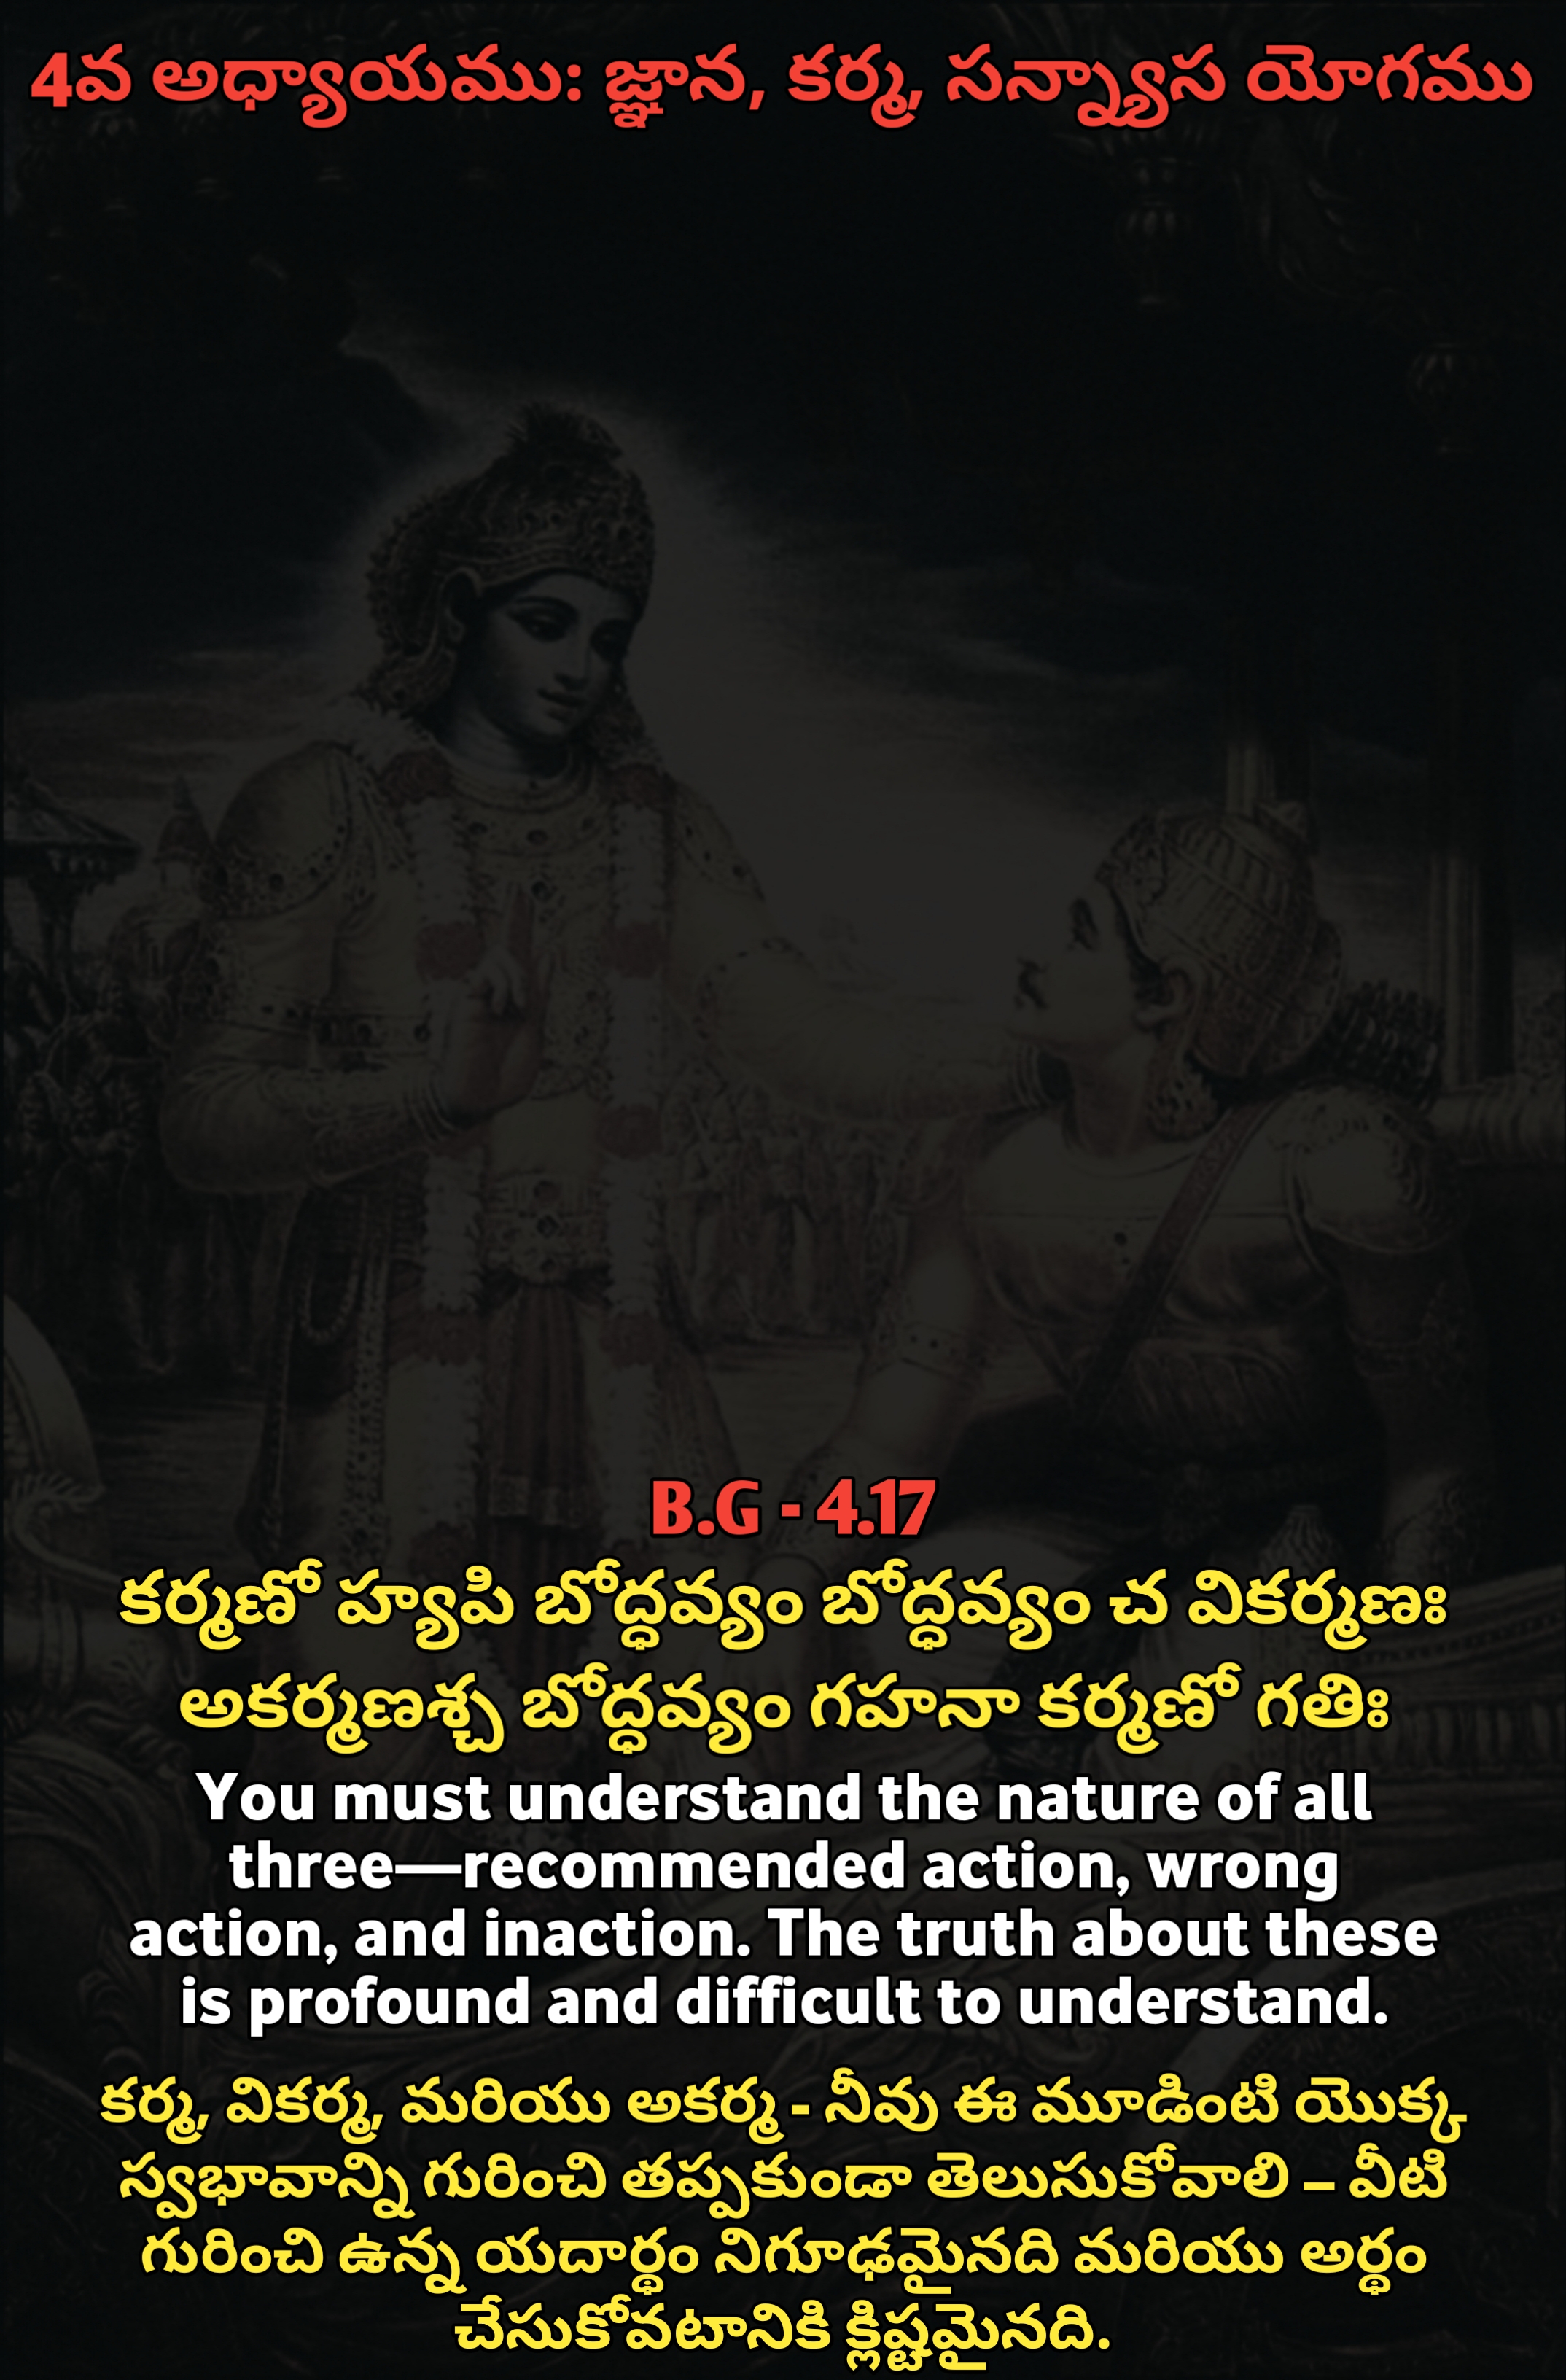 4వ అధ్యాయము: జ్ఞాన, కర్మ, సన్న్యాస యోగము
B.G - 4.17
కర్మణో హ్యపి బోద్ధవ్యం బోద్ధవ్యం చ వికర్మణః
అకర్మణశ్చ బోద్ధవ్యం గహనా కర్మణో గతిః
You must understand the nature of all
three—recommended action, wrong
action, and inaction. The truth about these
is profound and difficult to understand.
కర్మ, వికర్మ, మరియు అకర్మ - నీవు ఈ మూడింటి యొక్క
స్వభావాన్ని గురించి తప్పకుండా తెలుసుకోవాలి – వీటి
గురించి ఉన్న యదార్థం నిగూఢమైనది మరియు అర్థం
చేసుకోవటానికి క్లిష్టమైనది.